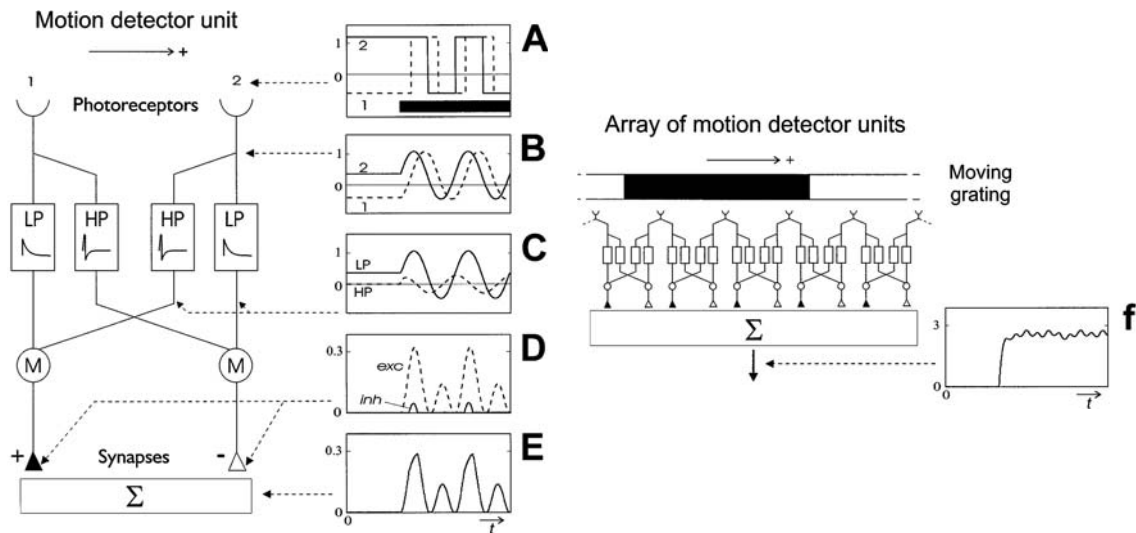 Motion detector unit
+
1
2
Photoreceptors
LP
HP
HP
LP
M
M
+
Synapses
-
Σ
A
1
2
0
1
B
1
2
0
1
C
1
LP
0
HP
D
0.3
exc
inh
0
E
0.3
0
0
t
Array of motion detector units
+
Moving
grating
Σ
f
3
0
0
t